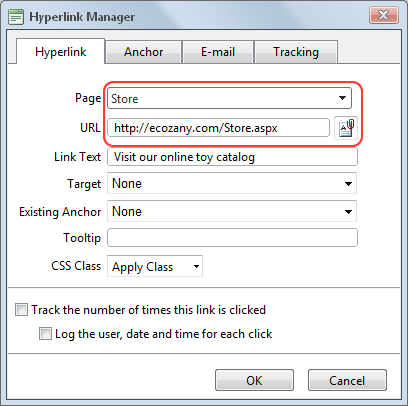 Hyperlink Manager
Hyperlink Anchor E-mail Tracking
Page Store
URL http://ecozany.com/Store.aspx
Link Text Visit our online toy catalog
Target None
Existing Anchor None
Tooltip
CSS Class Apply Class
Track the number of times this link is clicked
Log the user, date and time for each click
OK Cancel